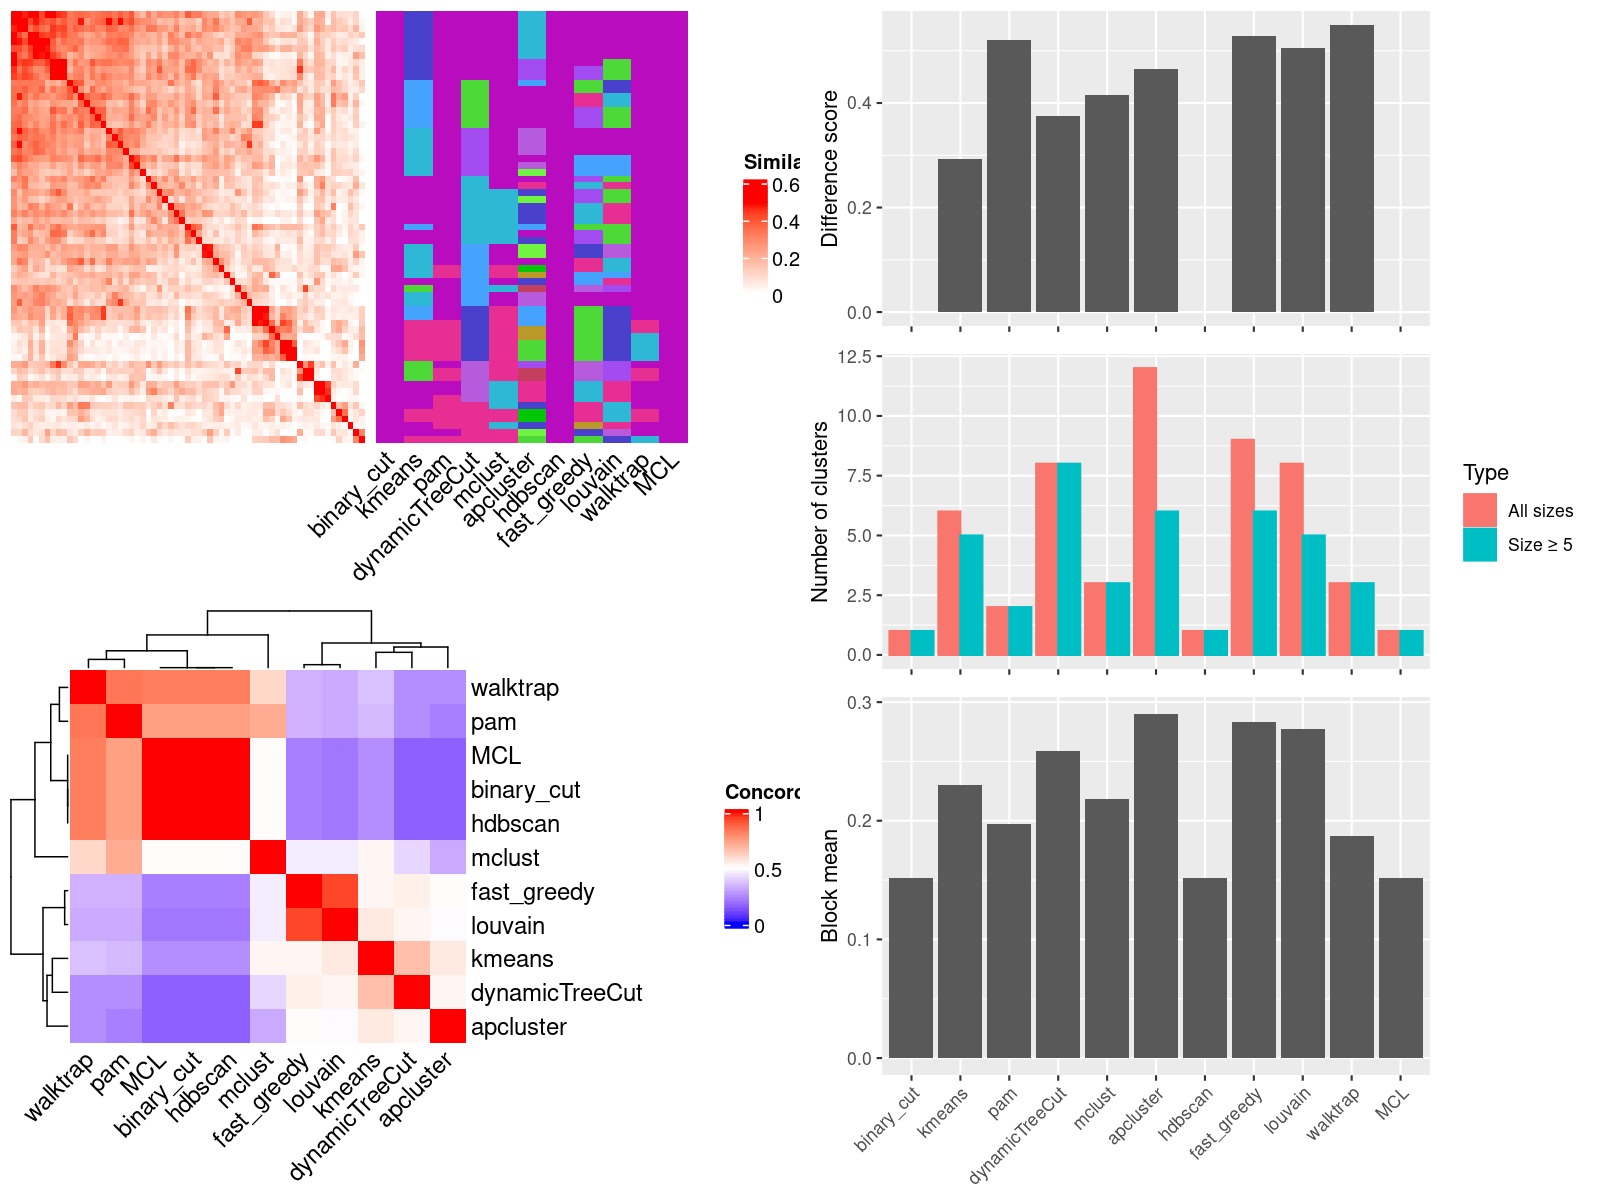 Simila
0.6
0.4
0.2
0
binary_cut
kmeans
pam
dynamicTreeCut
mclust
apcluster
hdbscan
fast_greedy
louvain
walktrap
MCL
walktrap
pam
MCL
binary_cut
hdbscan
mclust
fast_greedy
louvain
kmeans
dynamicTreeCut
apcluster
walktrap
pam
MCL
binary_cut
hdbscan
mclust
fast_greedy
louvain
kmeans
dynamicTreeCut
apcluster
Concord
1
0.5
0
Difference score
0.4
0.2
0.0
Number of clusters
12.5
10.0
7.5
5.0
2.5
0.0
Type
All sizes
Size ≥ 5
Block mean
0.3
0.2
0.1
0.0
binary_cut
kmeans
pam
dynamicTreeCut
mclust
apcluster
hdbscan
fast_greedy
louvain
walktrap
MCL